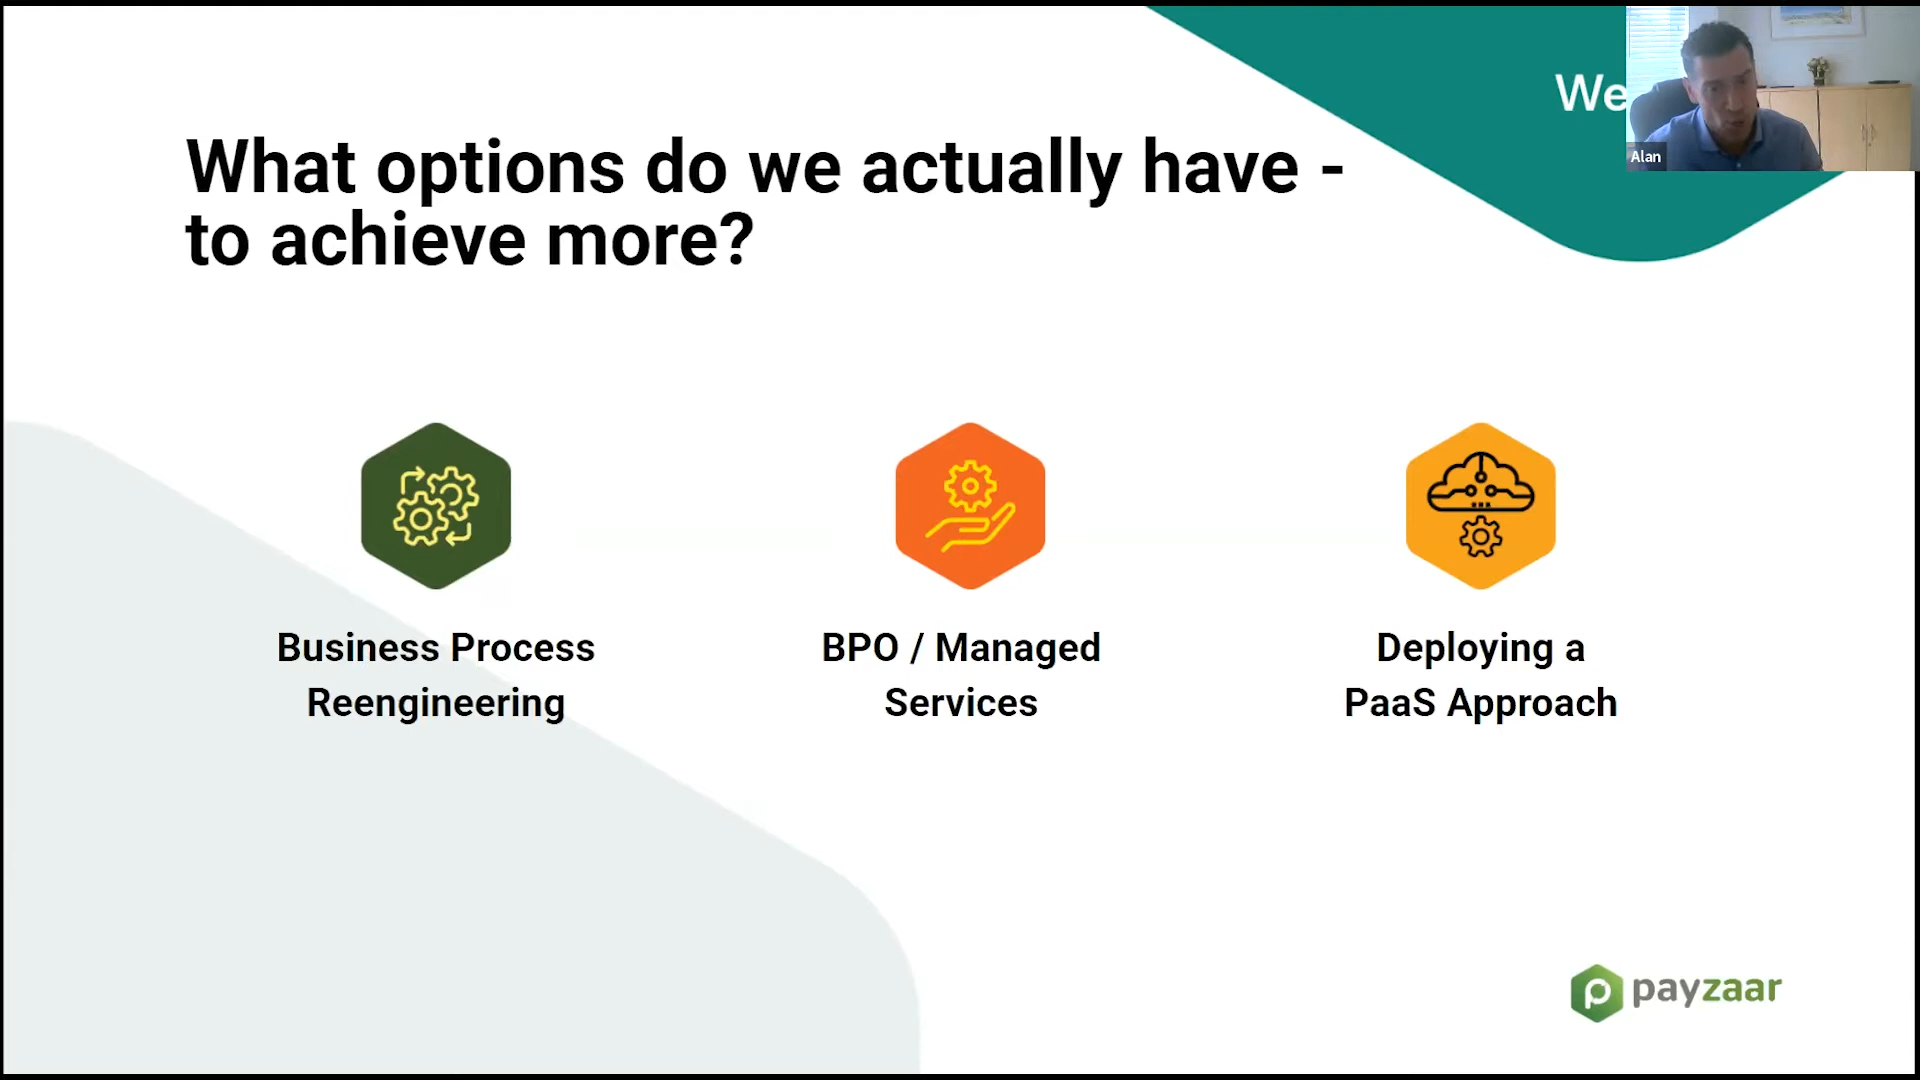 We
Alan
What options do we actually have -
to achieve more?
Business Process
Reengineering
BPO / Managed
Services
Deploying a
PaaS Approach
payzaar